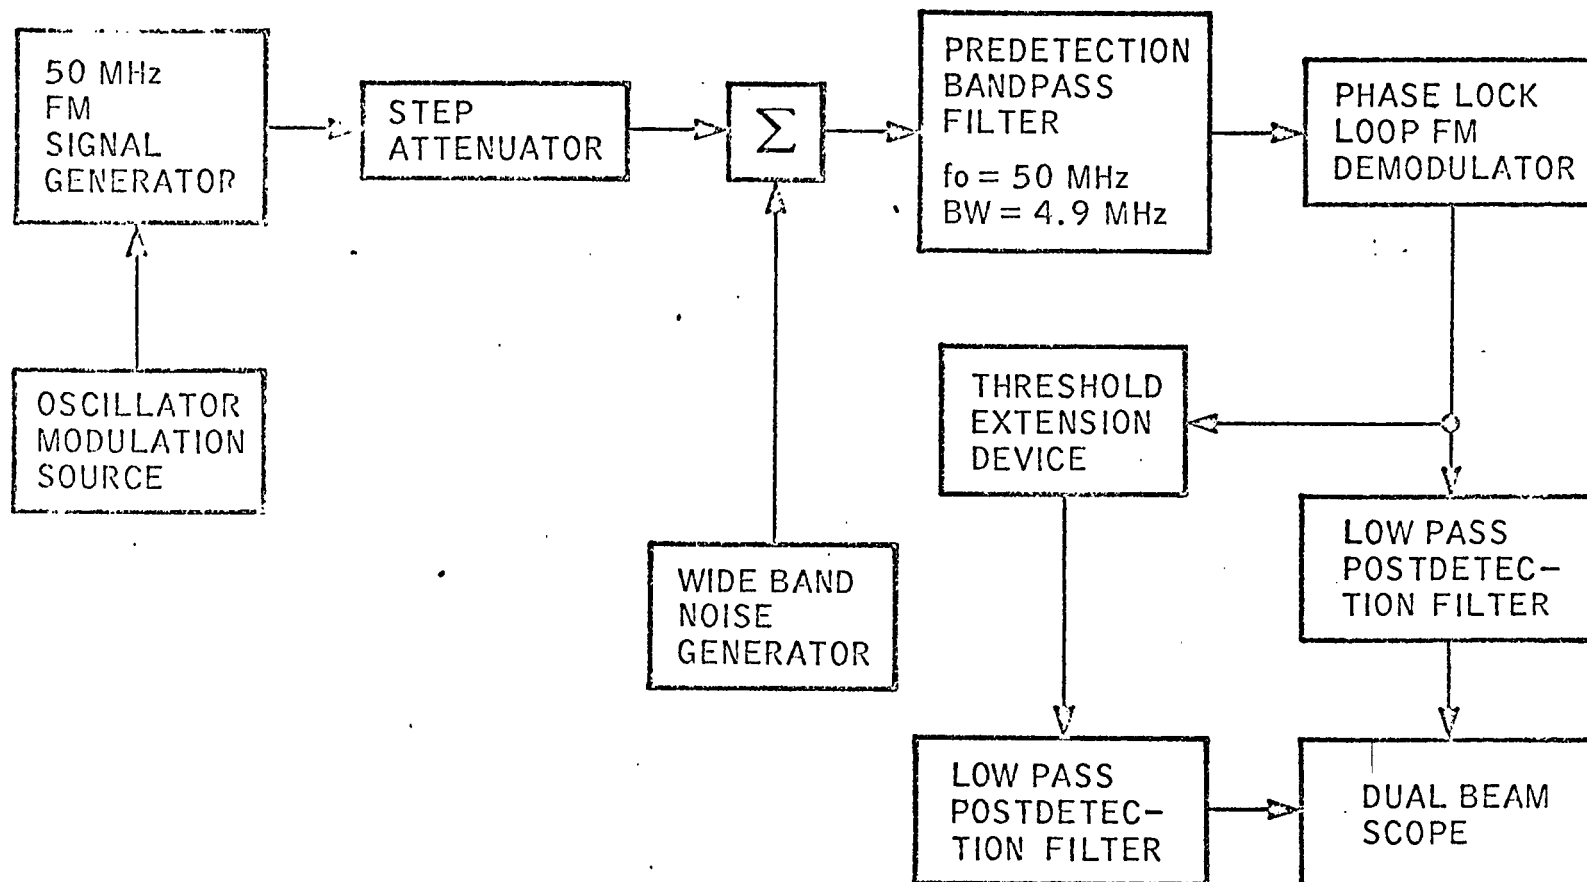 50 MHz
FM
SIGNAL
GENERATOR
STEP
ATTENUATOR
Σ
PREDETECTION
BANDPASS
FILTER
fo = 50 MHz
BW = 4.9 MHz
PHASE LOCK
LOOP FM
DEMODULATOR
OSCILLATOR
MODULATION
SOURCE
THRESHOLD
EXTENSION
DEVICE
WIDE BAND
NOISE
GENERATOR
LOW PASS
POSTDETEC-
TION FILTER
LOW PASS
POSTDETEC-
TION FILTER
DUAL BEAM
SCOPE